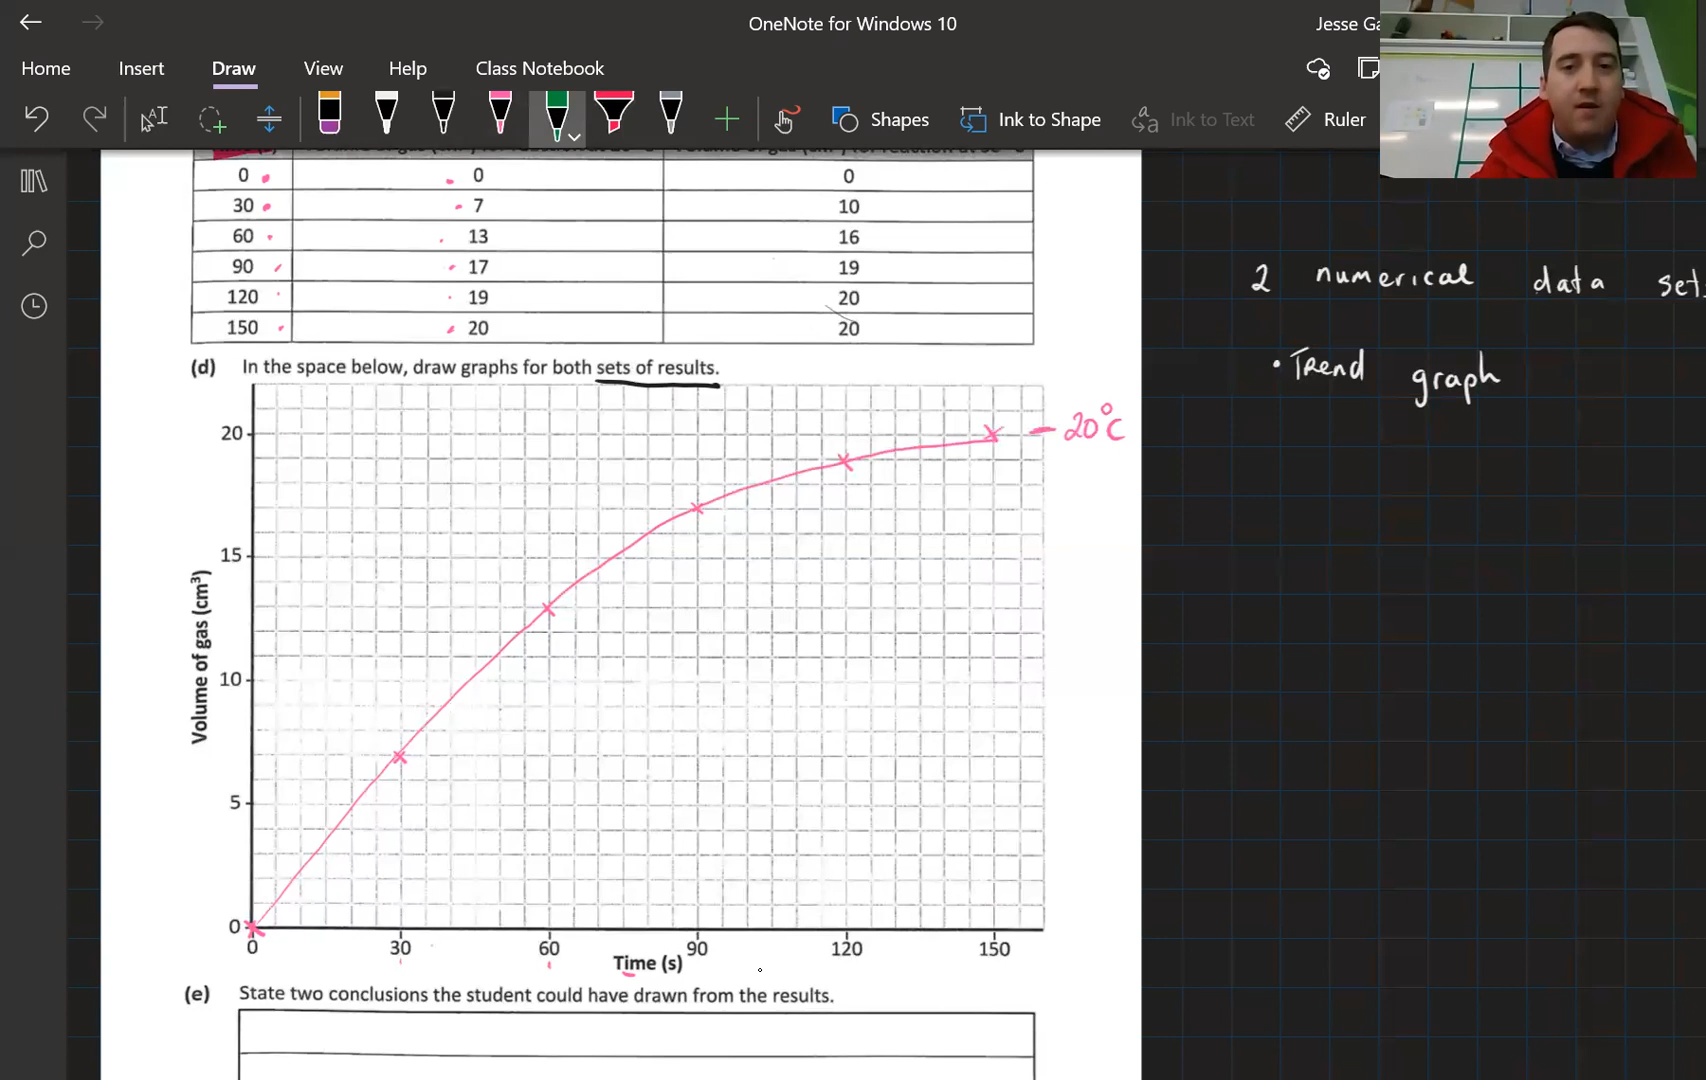 OneNote for Windows 10
Jesse Ga
Home Insert Draw View Help Class Notebook
Shapes Ink to Shape Ink to Text Ruler
0 0 0
30 7 10
60 13 16
90 17 19
120 19 20
150 20 20
(d) In the space below, draw graphs for both sets of results.
20
15
10
5
0
Volume of gas (cm³)
0 30 60 90 120 150
Time (s)
- 20°C
(e) State two conclusions the student could have drawn from the results.
2 numerical data sets
• Trend graph